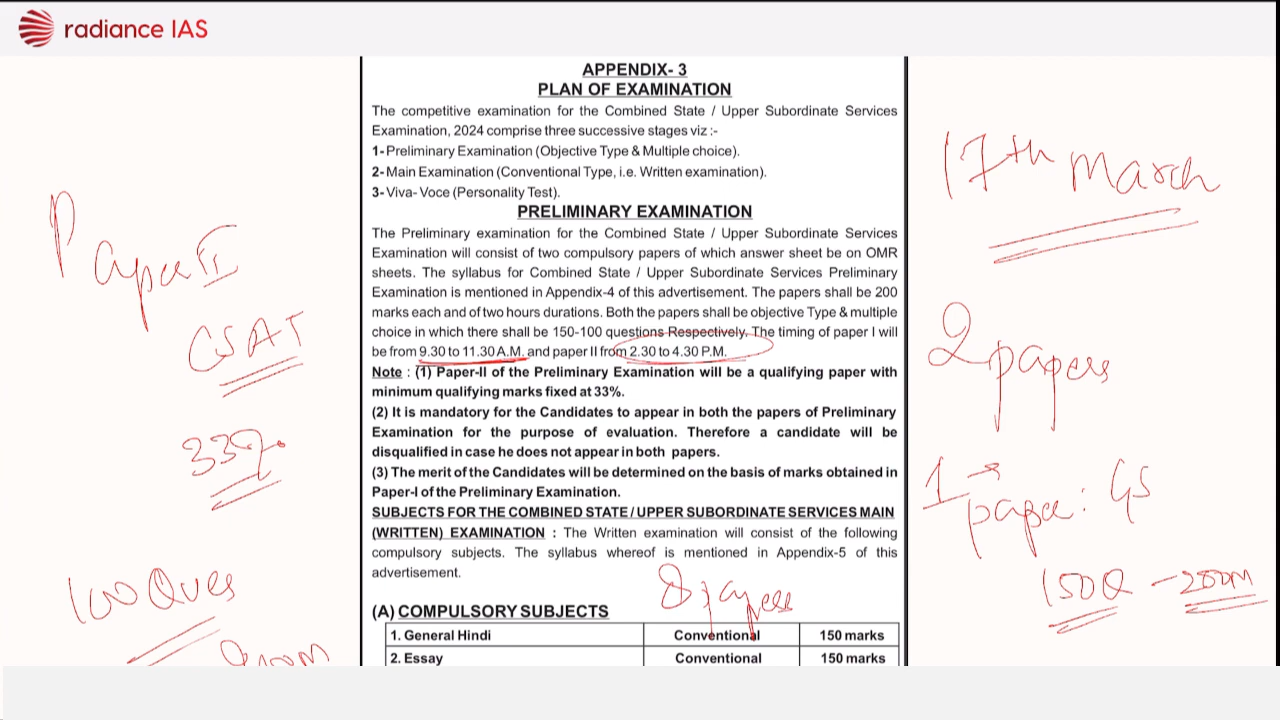 radiance IAS
APPENDIX- 3
PLAN OF EXAMINATION
The competitive examination for the Combined State / Upper Subordinate Services
Examination, 2024 comprise three successive stages viz :-
1- Preliminary Examination (Objective Type & Multiple choice).
2- Main Examination (Conventional Type, i.e. Written examination).
3- Viva- Voce (Personality Test).
PRELIMINARY EXAMINATION
The Preliminary examination for the Combined State / Upper Subordinate Services
Examination will consist of two compulsory papers of which answer sheet be on OMR
sheets. The syllabus for Combined State / Upper Subordinate Services Preliminary
Examination is mentioned in Appendix-4 of this advertisement. The papers shall be 200
marks each and of two hours durations. Both the papers shall be objective Type & multiple
choice in which there shall be 150-100 questions Respectively. The timing of paper I will
be from 9.30 to 11.30 A.M. and paper II from 2.30 to 4.30 P.M.
Note : (1) Paper-II of the Preliminary Examination will be a qualifying paper with
minimum qualifying marks fixed at 33%.
(2) It is mandatory for the Candidates to appear in both the papers of Preliminary
Examination for the purpose of evaluation. Therefore a candidate will be
disqualified in case he does not appear in both papers.
(3) The merit of the Candidates will be determined on the basis of marks obtained in
Paper-I of the Preliminary Examination.
SUBJECTS FOR THE COMBINED STATE / UPPER SUBORDINATE SERVICES MAIN
(WRITTEN) EXAMINATION : The Written examination will consist of the following
compulsory subjects. The syllabus whereof is mentioned in Appendix-5 of this
advertisement.
8 papers
(A) COMPULSORY SUBJECTS
1. General Hindi Conventional 150 marks
2. Essay Conventional 150 marks
Paper II
CSAT
33%
100 Ques
17th March
2 papers
1 paper : GS
150Q - 200M